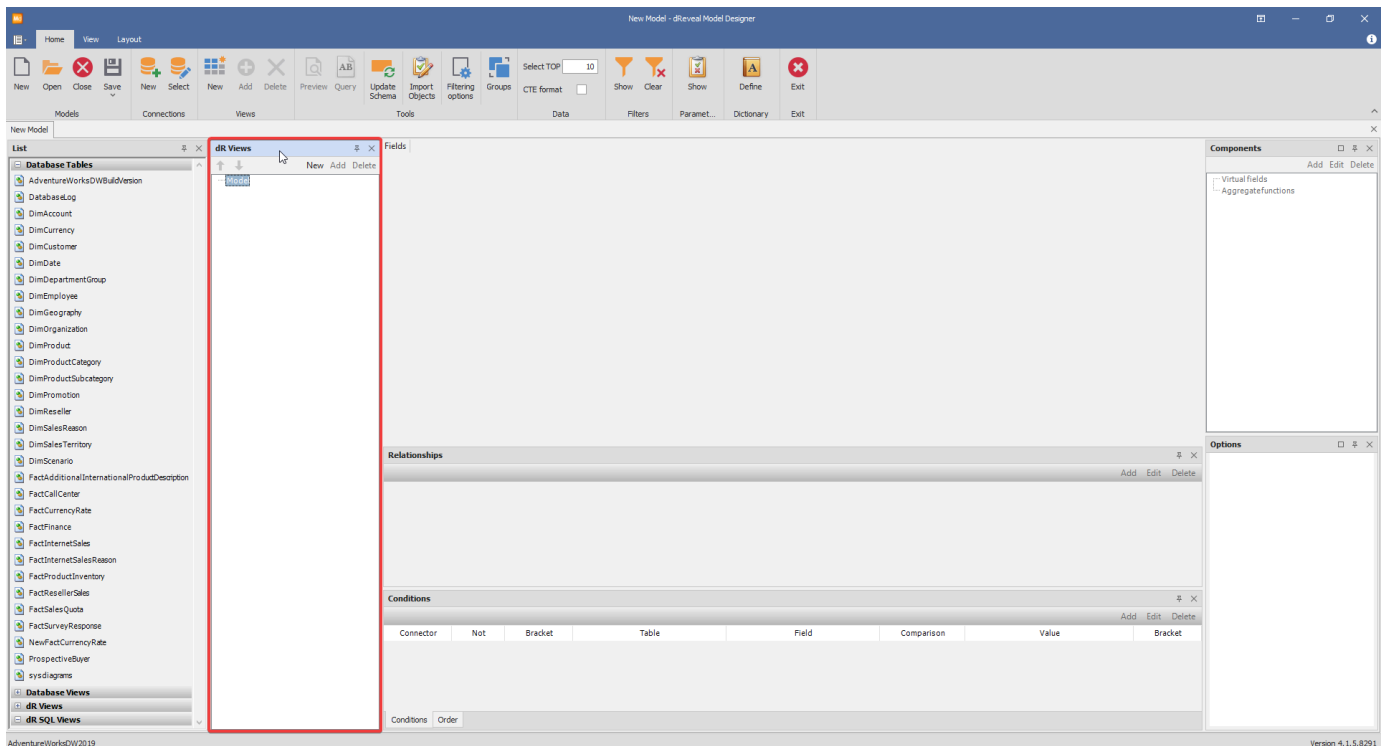 New Model - dReveal Model Designer
Home View Layout
New Open Close Save New Select New Add Delete Preview Query Update Schema Import Objects Filtering options Groups Select TOP 10 CTE format Show Clear Show Define Exit
Models Connections Views Tools Data Filters Paramet... Dictionary Exit
New Model
List
Database Tables
AdventureWorksDWBuildVersion
DatabaseLog
DimAccount
DimCurrency
DimCustomer
DimDate
DimDepartmentGroup
DimEmployee
DimGeography
DimOrganization
DimProduct
DimProductCategory
DimProductSubcategory
DimPromotion
DimReseller
DimSalesReason
DimSalesTerritory
DimScenario
FactAdditionalInternationalProductDescription
FactCallCenter
FactCurrencyRate
FactFinance
FactInternetSales
FactInternetSalesReason
FactProductInventory
FactResellerSales
FactSalesQuota
FactSurveyResponse
NewFactCurrencyRate
ProspectiveBuyer
sysdiagrams
Database Views
dR Views
dR SQL Views
dR Views
New Add Delete
Model
Fields
Relationships
Add Edit Delete
Conditions
Add Edit Delete
Connector Not Bracket Table Field Comparison Value Bracket
Conditions Order
Components
Add Edit Delete
Virtual fields
Aggregate functions
Options
AdventureWorksDW2019
Version 4.1.5.8291